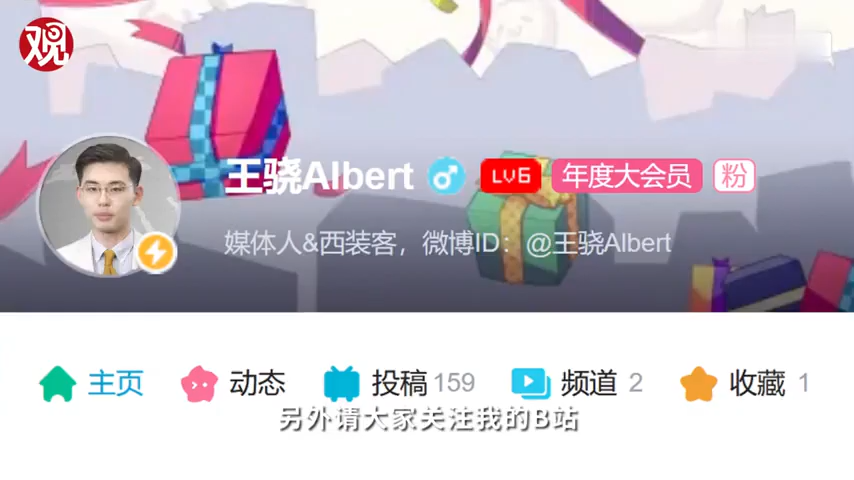 观
王骁Albert
LV6
年度大会员
粉
媒体人&西装客，微博ID：@王骁Albert
主页
动态
投稿 159
频道 2
收藏 1
另外请大家关注我的B站